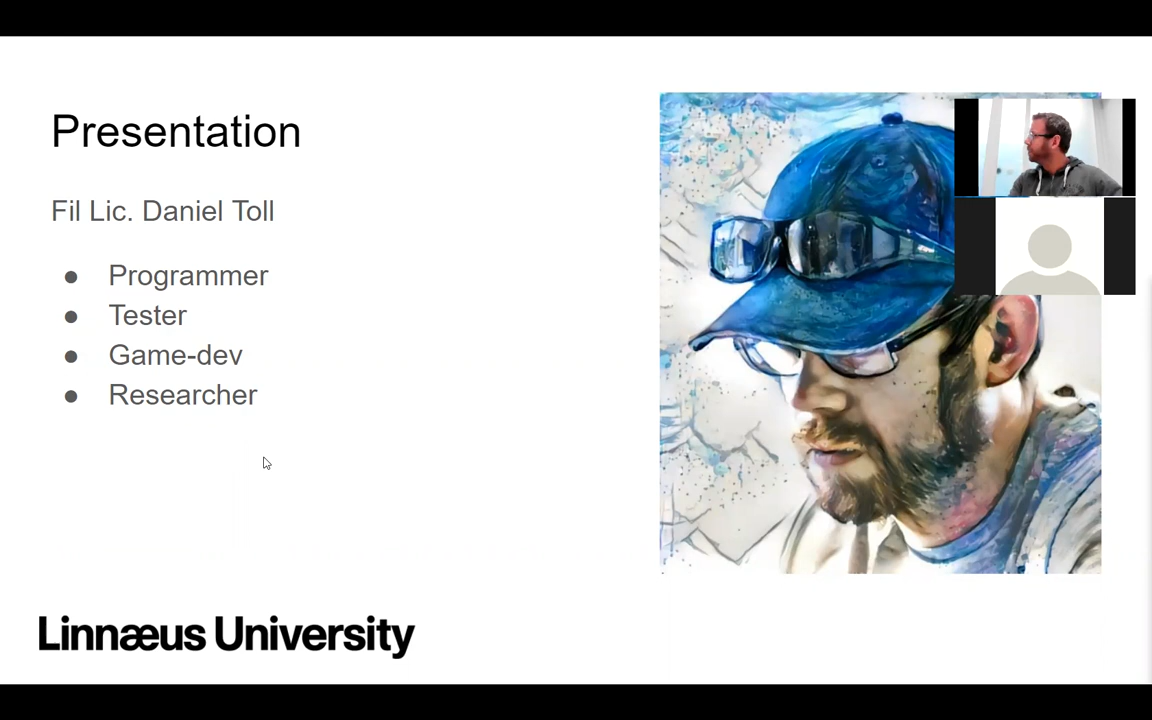 Presentation
Fil Lic. Daniel Toll
● Programmer
● Tester
● Game-dev
● Researcher
Linnæus University